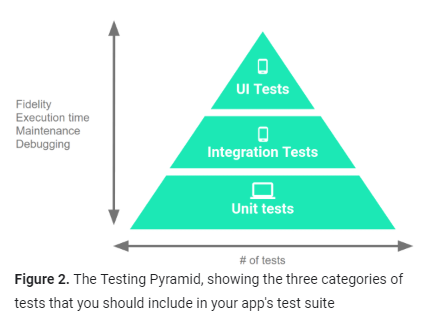 UI Tests
Fidelity
Execution time
Maintenance
Debugging
Integration Tests
Unit tests
# of tests
Figure 2. The Testing Pyramid, showing the three categories of
tests that you should include in your app's test suite